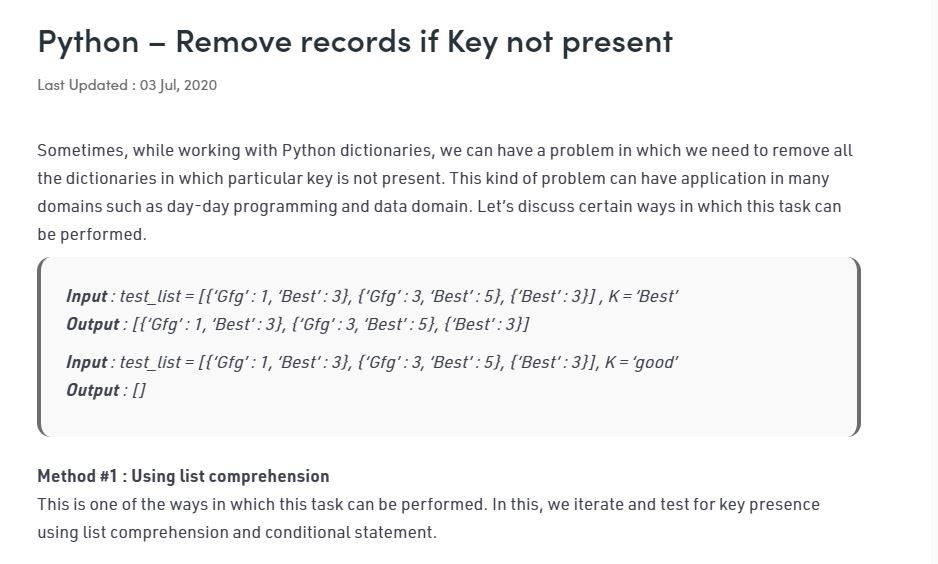 Python – Remove records if Key not present
Last Updated : 03 Jul, 2020
Sometimes, while working with Python dictionaries, we can have a problem in which we need to remove all
the dictionaries in which particular key is not present. This kind of problem can have application in many
domains such as day-day programming and data domain. Let’s discuss certain ways in which this task can
be performed.
Input : test_list = [{‘Gfg’ : 1, ‘Best’ : 3}, {‘Gfg’ : 3, ‘Best’ : 5}, {‘Best’ : 3}] , K = ‘Best’
Output : [{‘Gfg’ : 1, ‘Best’ : 3}, {‘Gfg’ : 3, ‘Best’ : 5}, {‘Best’ : 3}]
Input : test_list = [{‘Gfg’ : 1, ‘Best’ : 3}, {‘Gfg’ : 3, ‘Best’ : 5}, {‘Best’ : 3}], K = ‘good’
Output : []
Method #1 : Using list comprehension
This is one of the ways in which this task can be performed. In this, we iterate and test for key presence
using list comprehension and conditional statement.